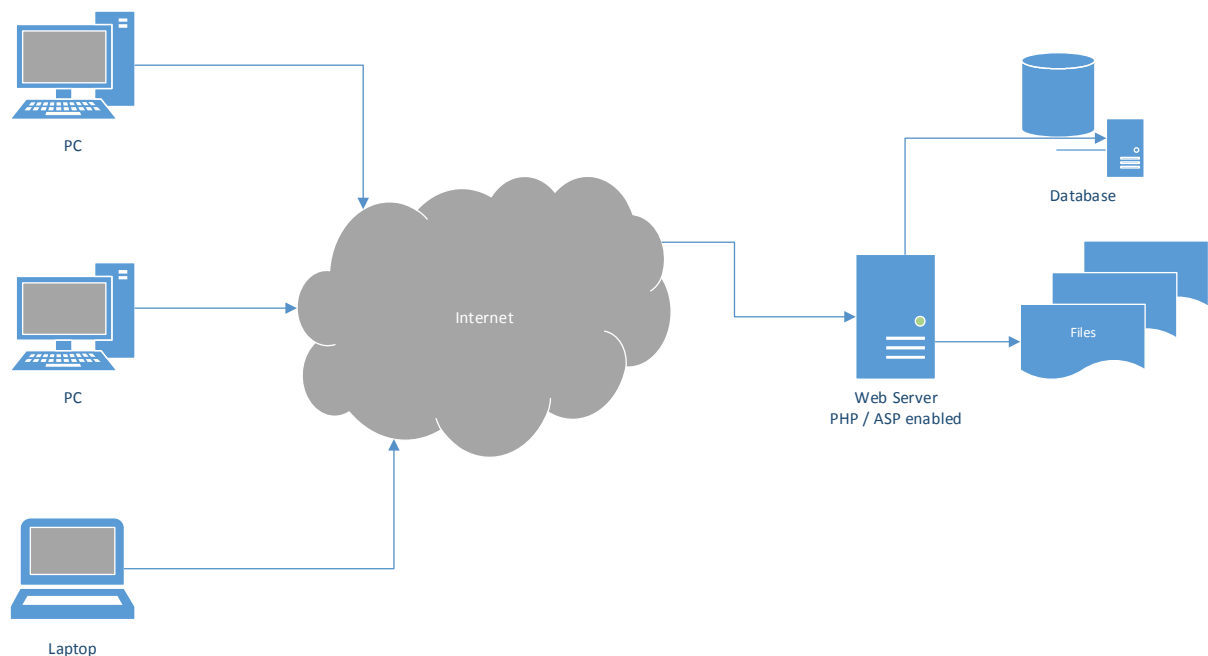 PC
Database
Internet
Files
PC
Web Server
PHP / ASP enabled
Laptop